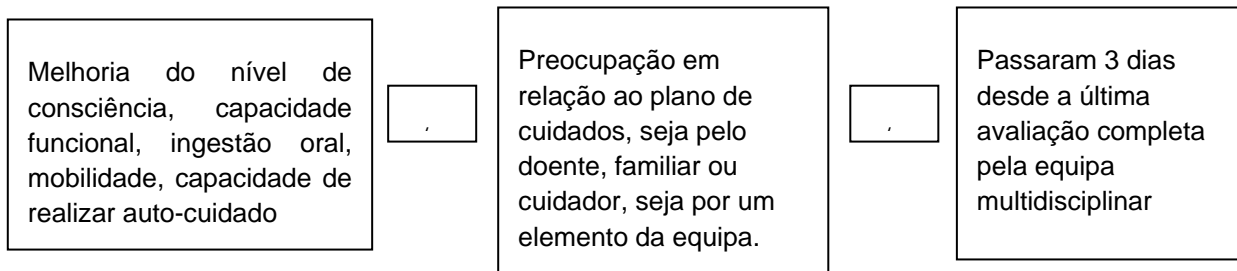 Melhoria do nível de
consciência, capacidade
funcional, ingestão oral,
mobilidade, capacidade de
realizar auto-cuidado
,
Preocupação em
relação ao plano de
cuidados, seja pelo
doente, familiar ou
cuidador, seja por um
elemento da equipa.
,
Passaram 3 dias
desde a última
avaliação completa
pela equipa
multidisciplinar